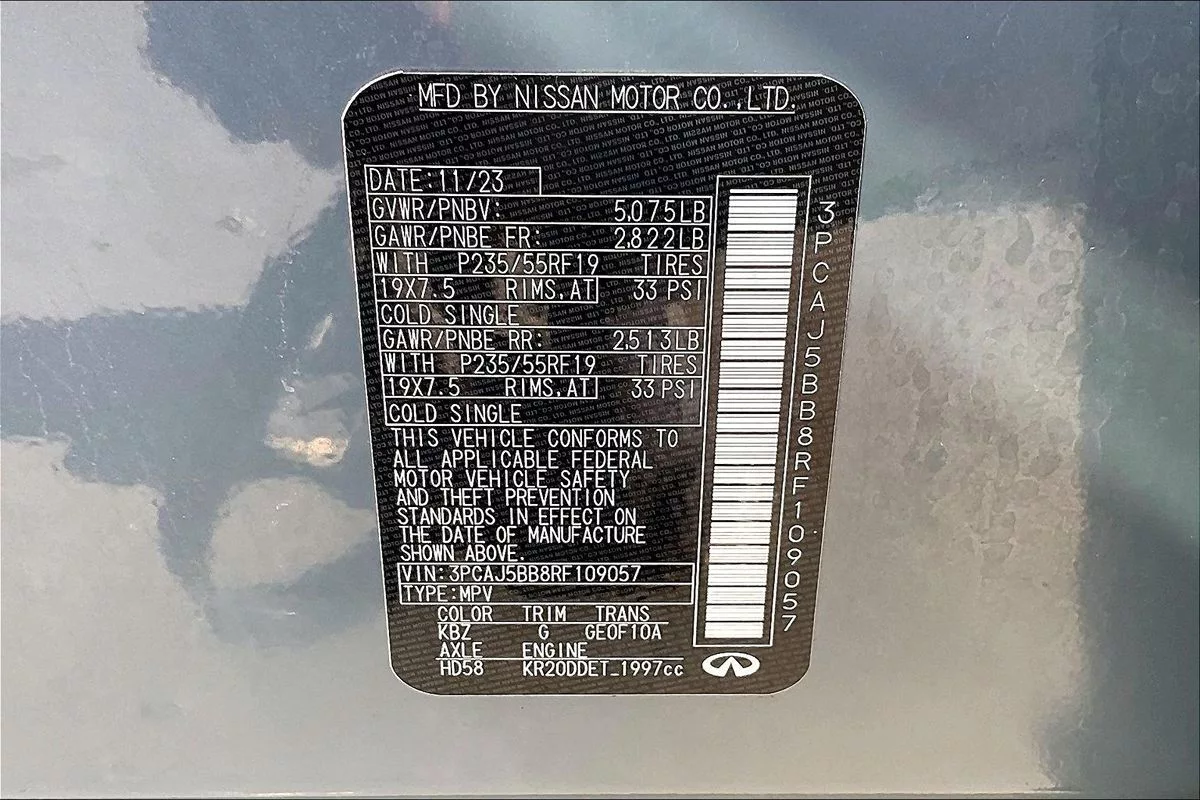 MFD BY NISSAN MOTOR CO.,LTD.
DATE:11/23
GVWR/PNBV: 5,075LB
GAWR/PNBE FR: 2,822LB
WITH P235/55RF19 TIRES
19X7.5 RIMS,AT 33 PSI
COLD SINGLE
GAWR/PNBE RR: 2,513LB
WITH P235/55RF19 TIRES
19X7.5 RIMS,AT 33 PSI
COLD SINGLE
THIS VEHICLE CONFORMS TO
ALL APPLICABLE FEDERAL
MOTOR VEHICLE SAFETY
AND THEFT PREVENTION
STANDARDS IN EFFECT ON
THE DATE OF MANUFACTURE
SHOWN ABOVE.
VIN:3PCAJ5BB8RF109057
TYPE:MPV
COLOR TRIM TRANS
KBZ G GE0F10A
AXLE ENGINE
HD58 KR20DDET_1997cc
3PCAJ5BB8RF109057